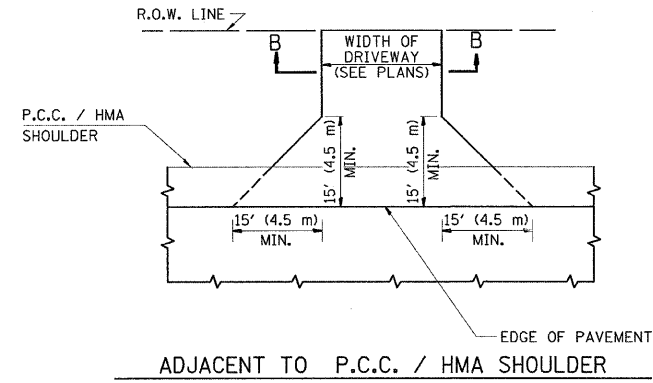 R.O.W. LINE
B
WIDTH OF
DRIVEWAY
(SEE PLANS)
B
P.C.C. / HMA
SHOULDER
15' (4.5 m)
MIN.
15' (4.5 m)
MIN.
15' (4.5 m)
MIN.
15' (4.5 m)
MIN.
EDGE OF PAVEMENT
ADJACENT TO P.C.C. / HMA SHOULDER